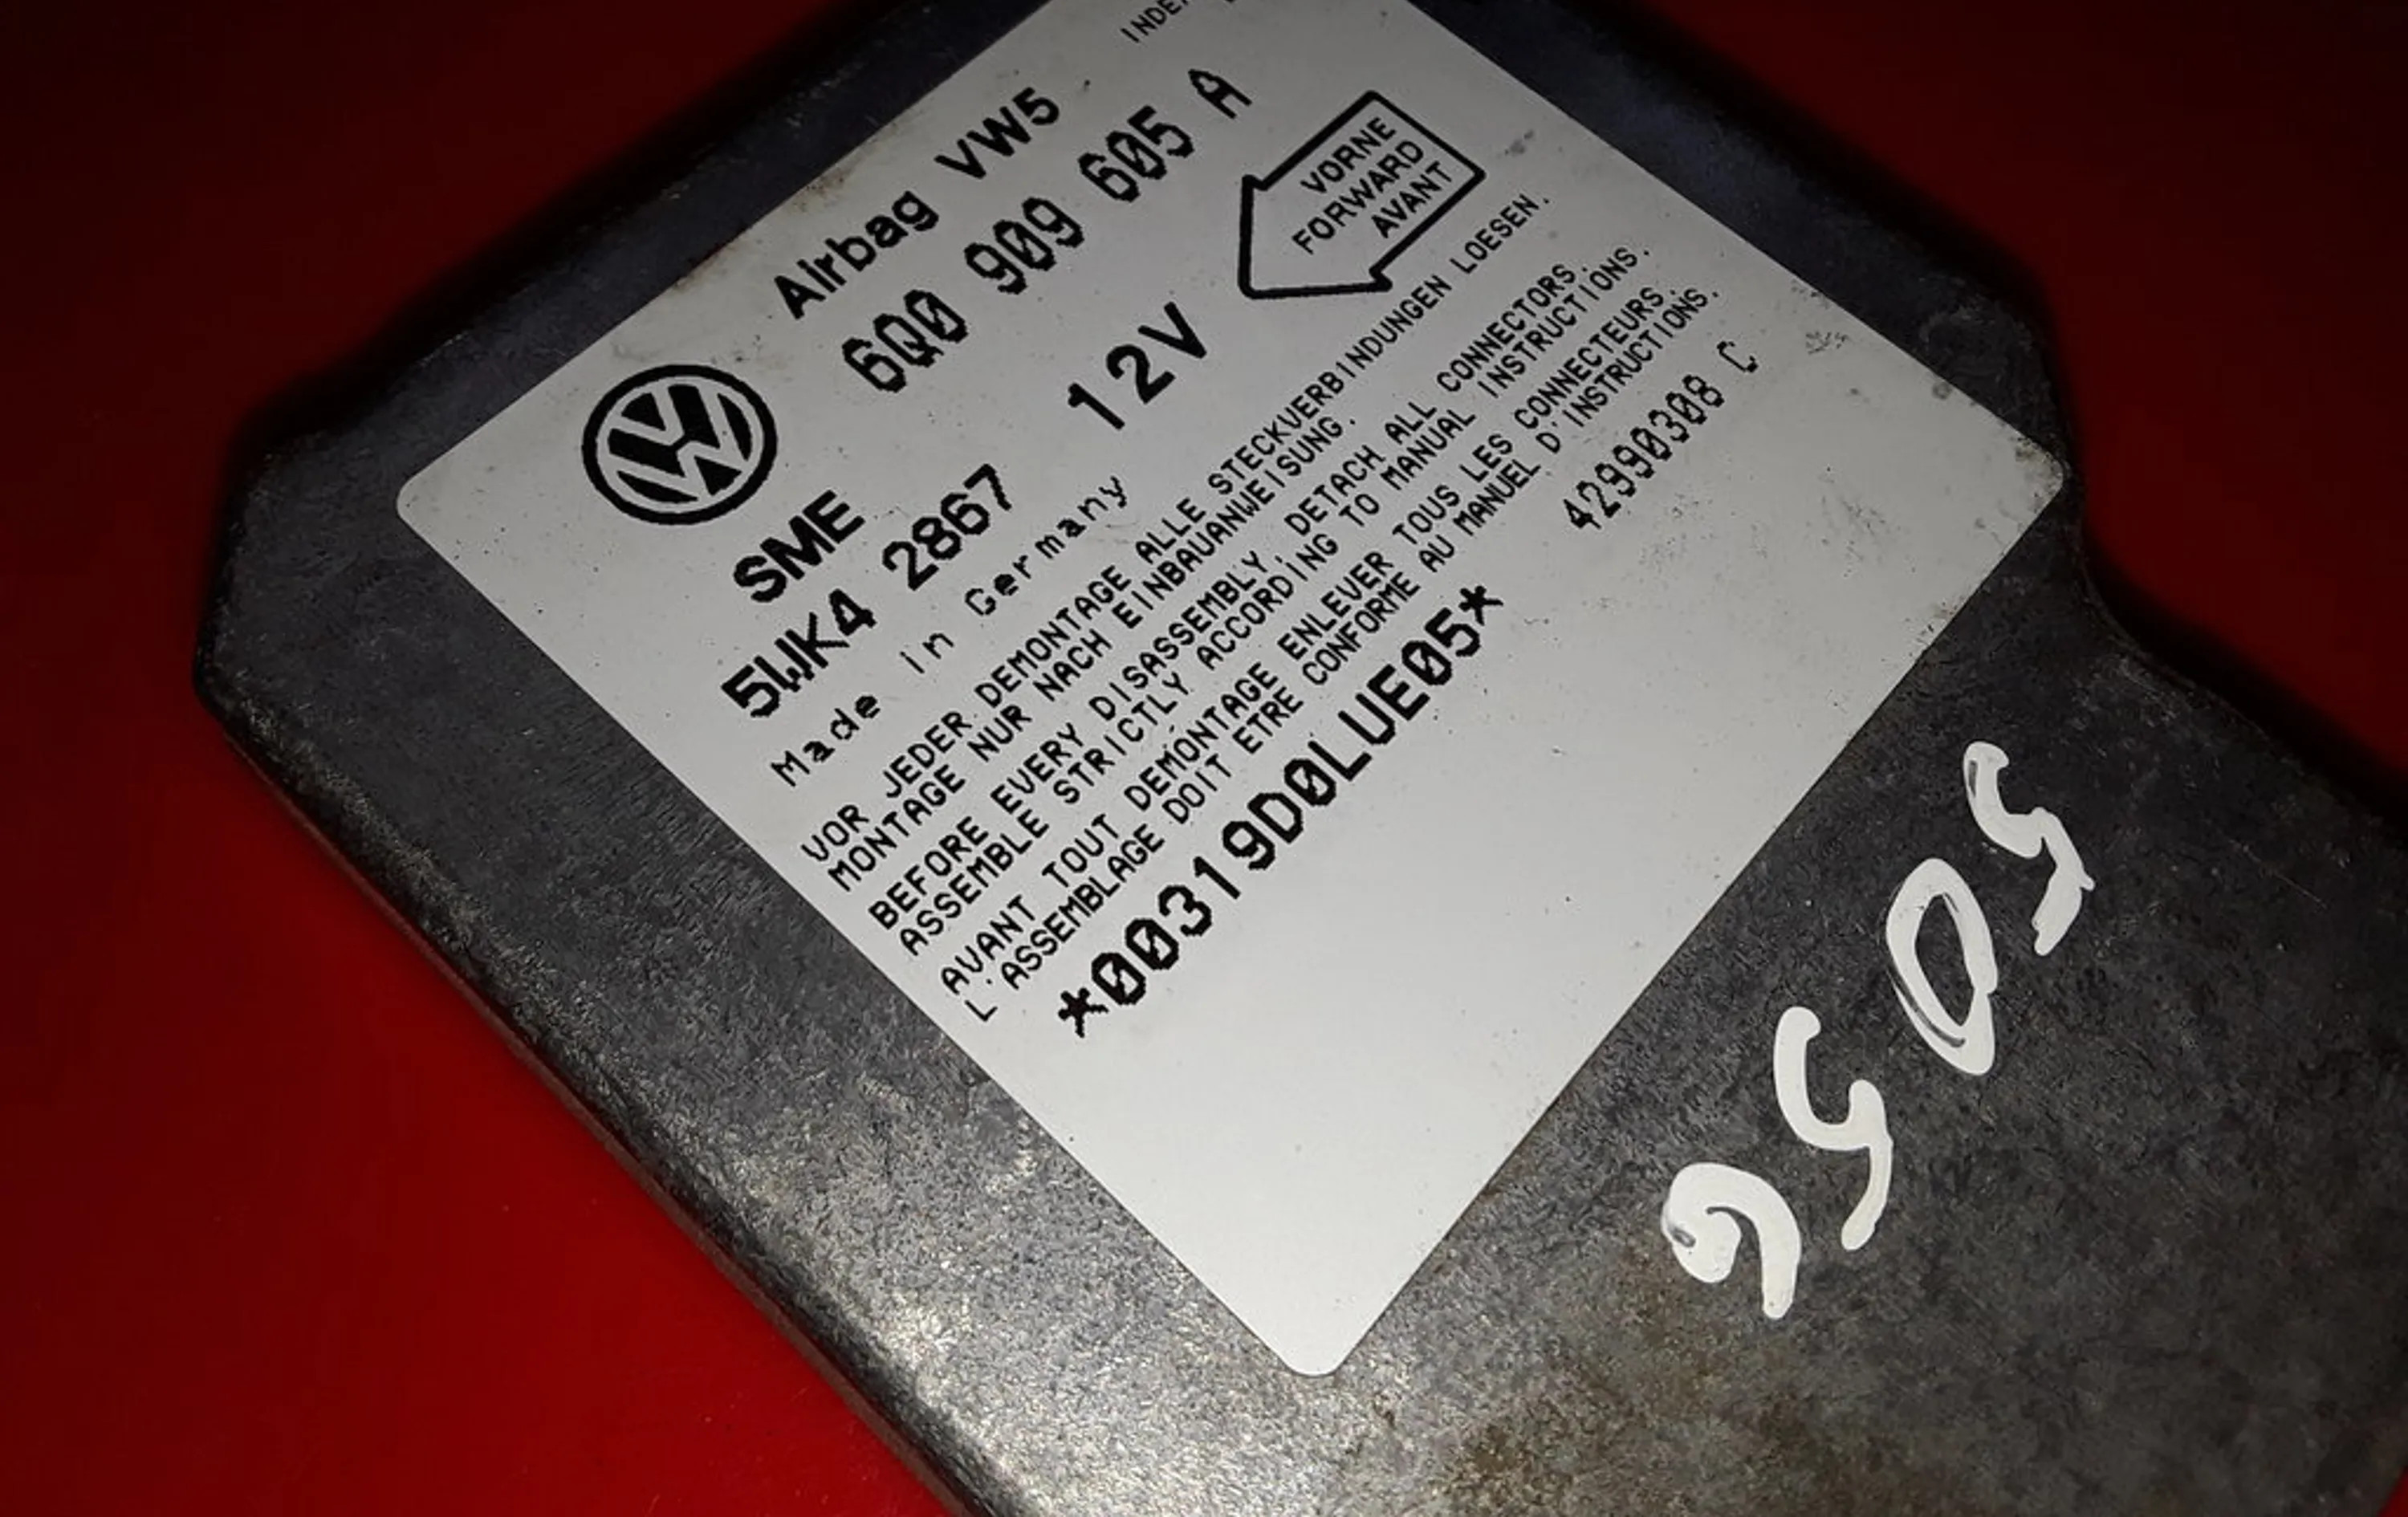 Airbag VW5
6Q0 909 605 A
VORNE
FORWARD
AVANT
SME
5WK4 2867 12V
Made in Germany
VOR JEDER DEMONTAGE ALLE STECKVERBINDUNGEN LOESEN.
MONTAGE NUR NACH EINBAUANWEISUNG.
BEFORE EVERY DISASSEMBLY, DETACH ALL CONNECTORS.
ASSEMBLE STRICTLY ACCORDING TO MANUAL INSTRUCTIONS.
AVANT TOUT DEMONTAGE ENLEVER TOUS LES CONNECTEURS.
L'ASSEMBLAGE DOIT ETRE CONFORME AU MANUEL D'INSTRUCTIONS.
42990308 C
*00319D0LUE05*
5056